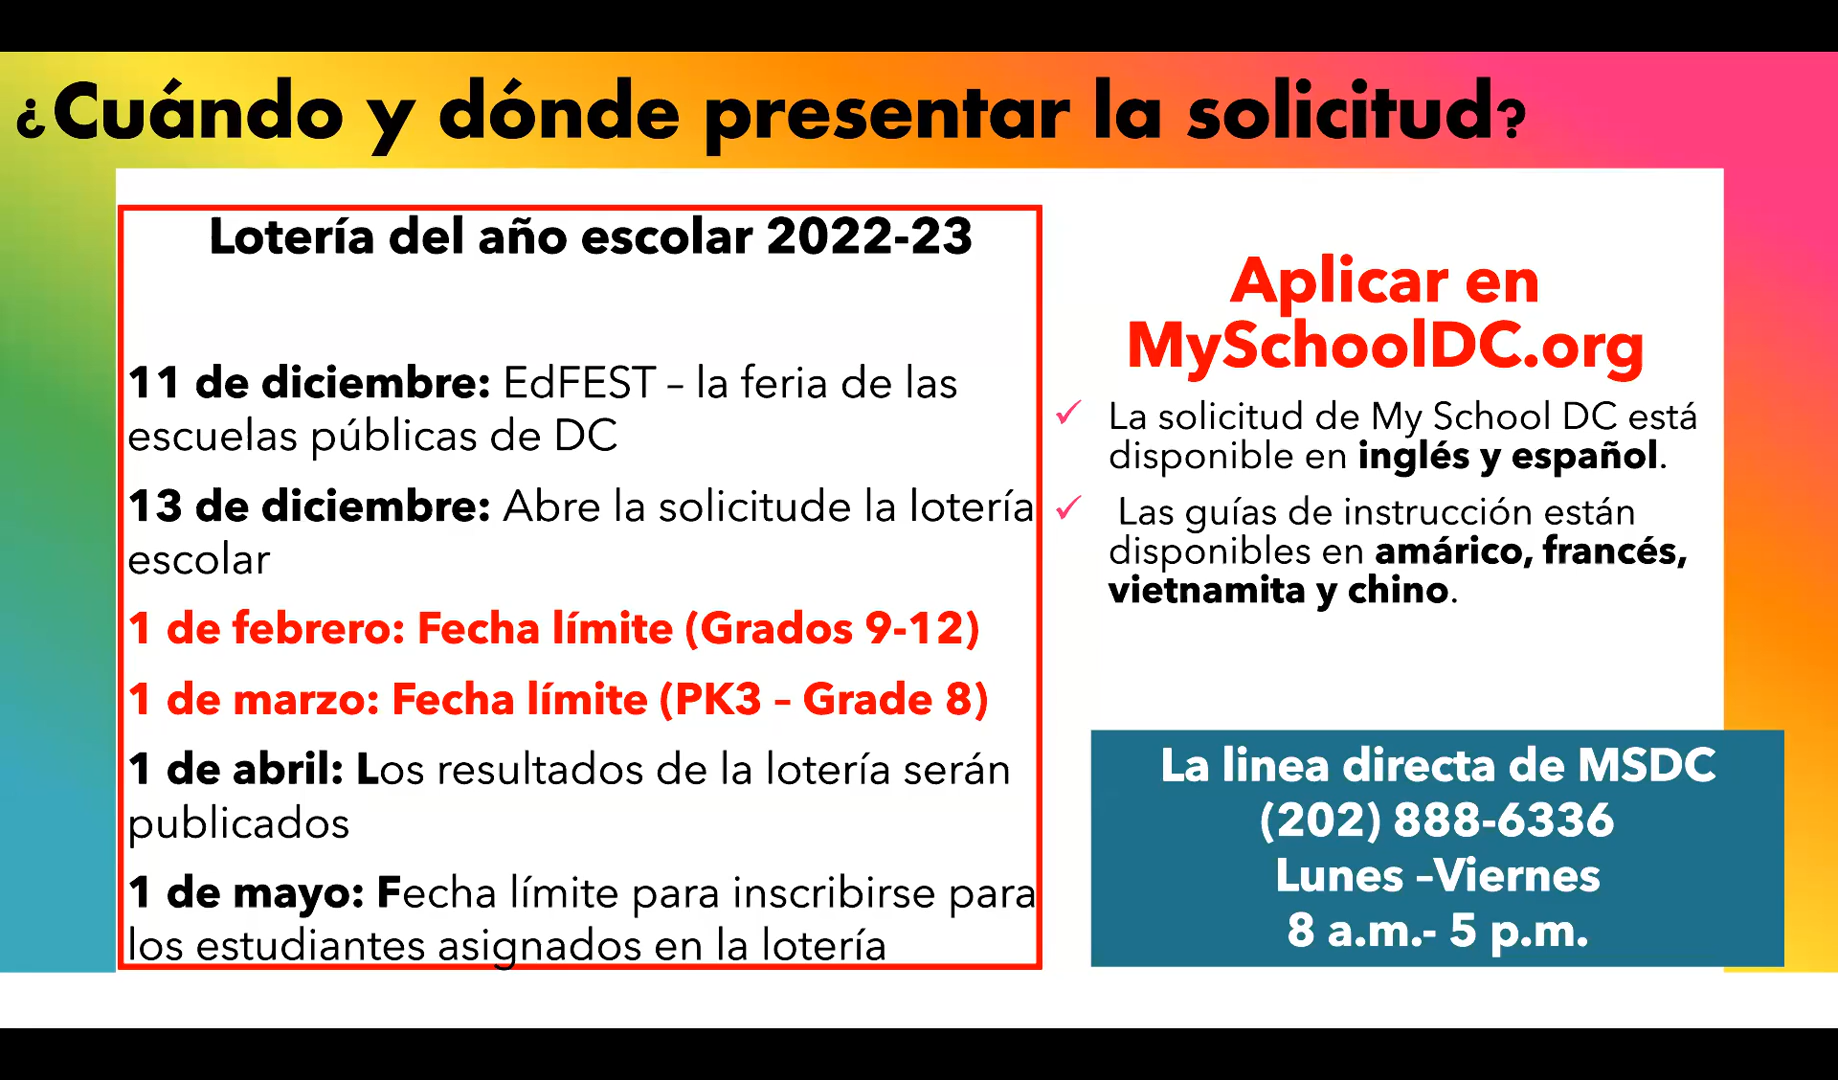 ¿Cuándo y dónde presentar la solicitud?
Lotería del año escolar 2022-23
11 de diciembre: EdFEST – la feria de las
escuelas públicas de DC
13 de diciembre: Abre la solicitude la lotería
escolar
1 de febrero: Fecha límite (Grados 9-12)
1 de marzo: Fecha límite (PK3 – Grade 8)
1 de abril: Los resultados de la lotería serán
publicados
1 de mayo: Fecha límite para inscribirse para
los estudiantes asignados en la lotería
Aplicar en
MySchoolDC.org
✓ La solicitud de My School DC está
disponible en inglés y español.
✓ Las guías de instrucción están
disponibles en amárico, francés,
vietnamita y chino.
La linea directa de MSDC
(202) 888-6336
Lunes –Viernes
8 a.m.- 5 p.m.